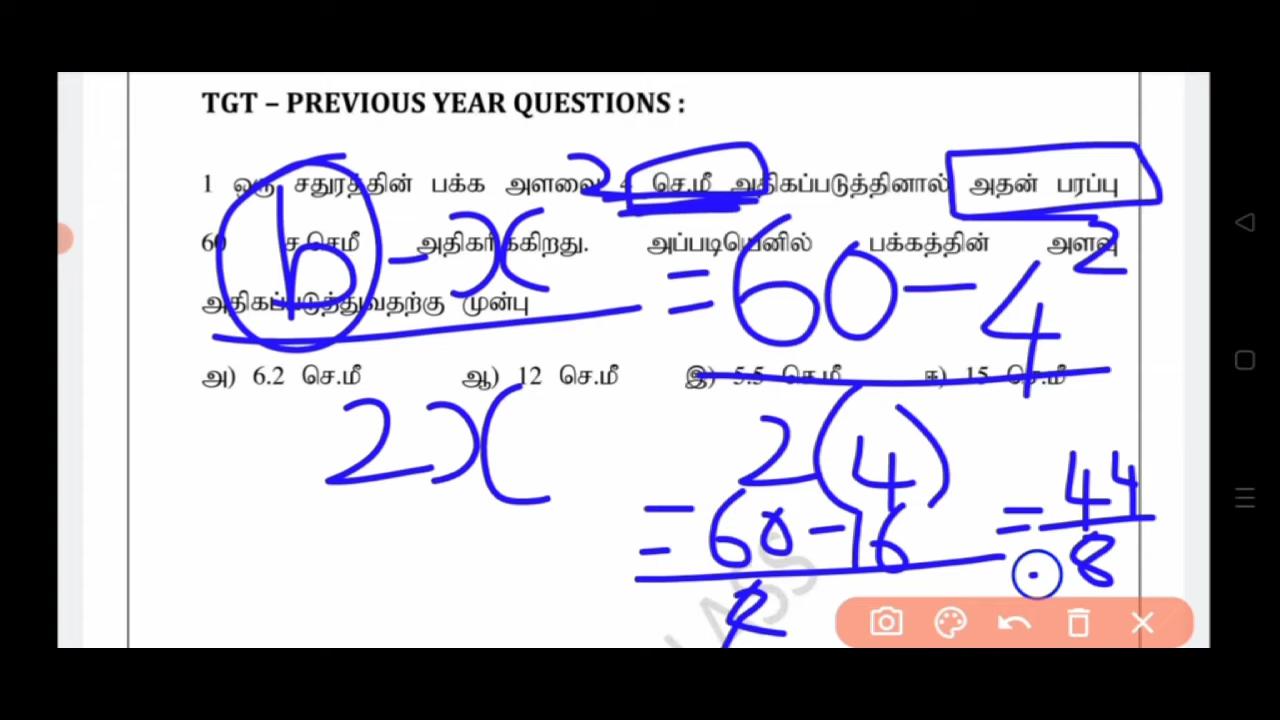 TGT – PREVIOUS YEAR QUESTIONS :
1 ஒரு சதுரத்தின் பக்க அளவை 4 செ.மீ அதிகப்படுத்தினால் அதன் பரப்பு
60 ச.செமீ அதிகரிக்கிறது. அப்படியெனில் பக்கத்தின் அளவு
அதிகப்படுத்துவதற்கு முன்பு
b - x = 60 - 4²
அ) 6.2 செ.மீ ஆ) 12 செ.மீ இ) 5.5 செ.மீ ஈ) 15 செ.மீ
2x 2(4)
= 60 - 16 = 44
8